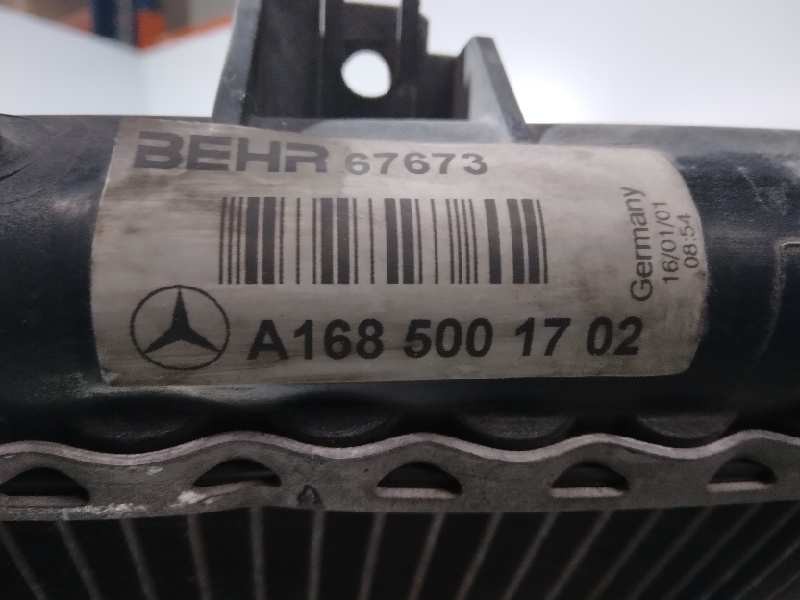 BEHR 67673
A168 500 17 02
Germany
16/01/01
08:54